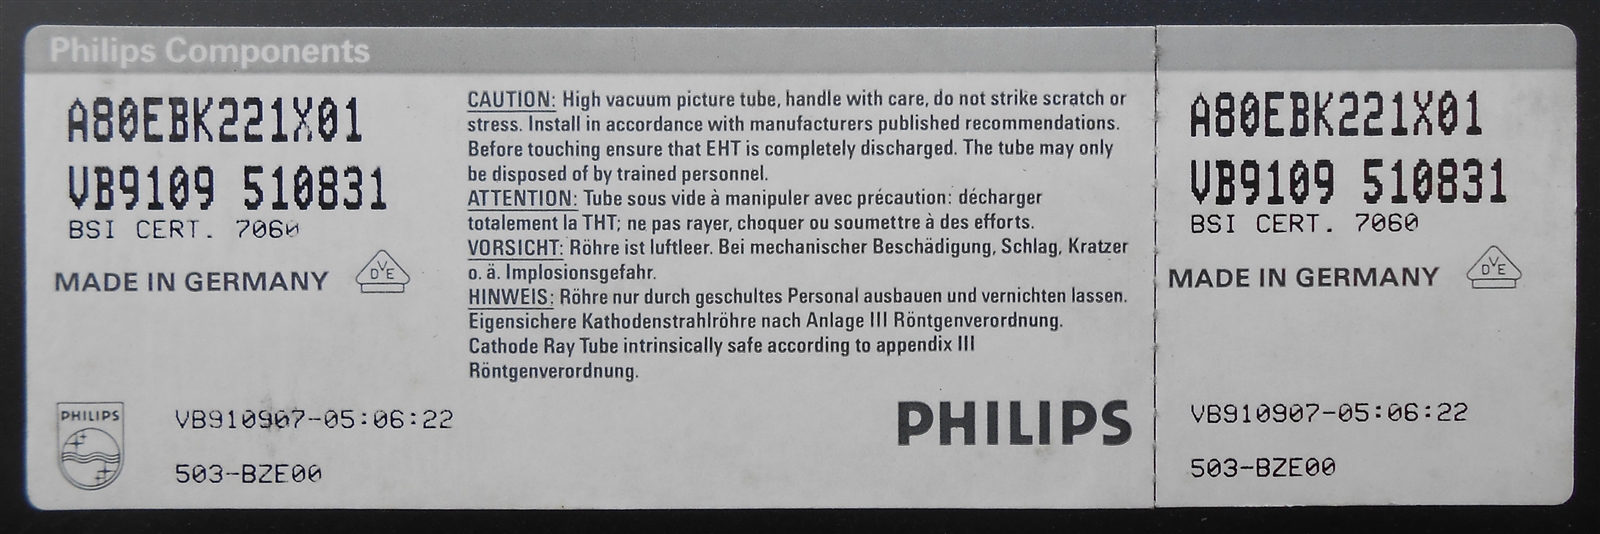 Philips Components
A80EBK221X01
VB9109 510831
BSI CERT. 7060
MADE IN GERMANY
DVE
PHILIPS
VB910907-05:06:22
503-BZE00
CAUTION: High vacuum picture tube, handle with care, do not strike scratch or
stress. Install in accordance with manufacturers published recommendations.
Before touching ensure that EHT is completely discharged. The tube may only
be disposed of by trained personnel.
ATTENTION: Tube sous vide à manipuler avec précaution: décharger
totalement la THT; ne pas rayer, choquer ou soumettre à des efforts.
VORSICHT: Röhre ist luftleer. Bei mechanischer Beschädigung, Schlag, Kratzer
o. ä. Implosionsgefahr.
HINWEIS: Röhre nur durch geschultes Personal ausbauen und vernichten lassen.
Eigensichere Kathodenstrahlröhre nach Anlage III Röntgenverordnung.
Cathode Ray Tube intrinsically safe according to appendix III
Röntgenverordnung.
PHILIPS
A80EBK221X01
VB9109 510831
BSI CERT. 7060
MADE IN GERMANY
DVE
VB910907-05:06:22
503-BZE00